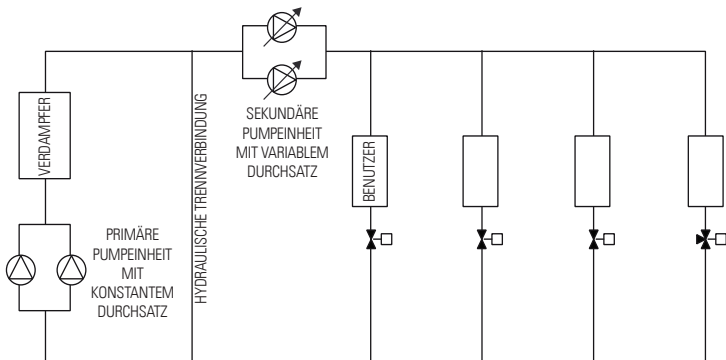 VERDAMPFER
PRIMÄRE
PUMPEINHEIT
MIT
KONSTANTEM
DURCHSATZ
HYDRAULISCHE TRENNVERBINDUNG
SEKUNDÄRE
PUMPEINHEIT
MIT VARIABLEM
DURCHSATZ
BENUTZER